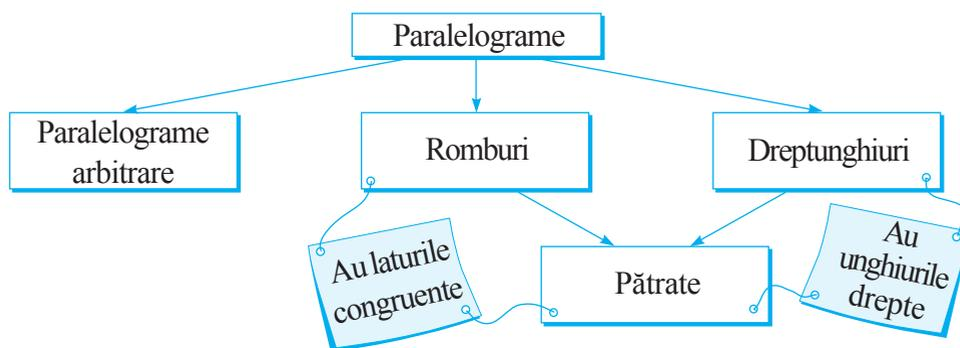 Paralelograme
Paralelograme
arbitrare
Romburi
Dreptunghiuri
Au laturile
congruente
Pătrate
Au
unghiurile
drepte